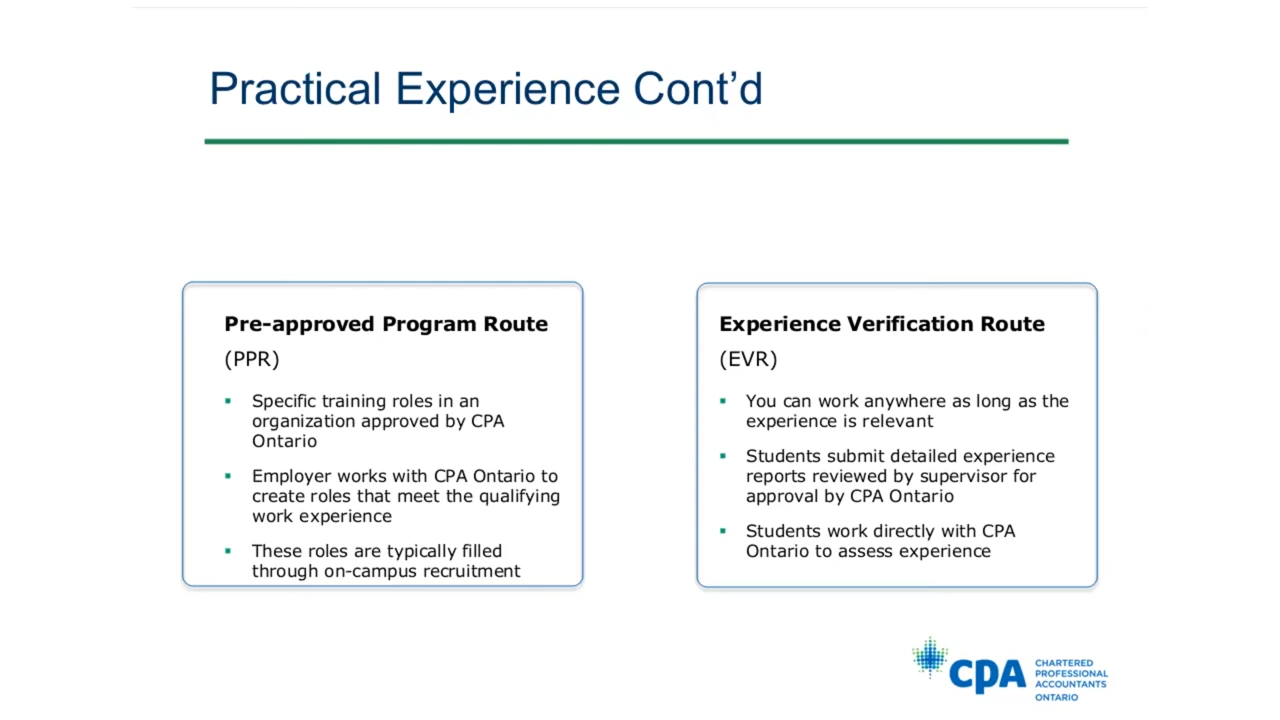 Practical Experience Cont’d
Pre-approved Program Route
(PPR)
▪ Specific training roles in an
organization approved by CPA
Ontario
▪ Employer works with CPA Ontario to
create roles that meet the qualifying
work experience
▪ These roles are typically filled
through on-campus recruitment
Experience Verification Route
(EVR)
▪ You can work anywhere as long as the
experience is relevant
▪ Students submit detailed experience
reports reviewed by supervisor for
approval by CPA Ontario
▪ Students work directly with CPA
Ontario to assess experience
CPA
CHARTERED
PROFESSIONAL
ACCOUNTANTS
ONTARIO